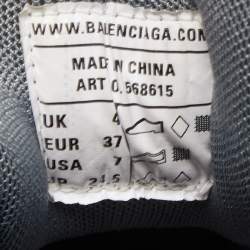 WWW.BALENCIAGA.COM
MADE IN CHINA
ART 0.568615
UK 4
EUR 37
USA 7